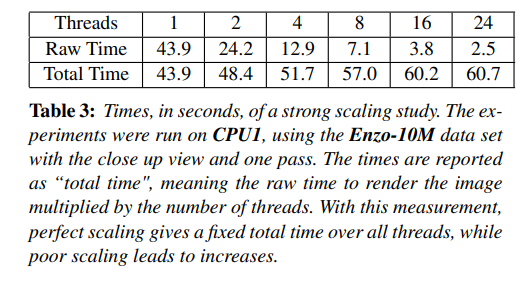 Threads 1 2 4 8 16 24
Raw Time 43.9 24.2 12.9 7.1 3.8 2.5
Total Time 43.9 48.4 51.7 57.0 60.2 60.7
Table 3: Times, in seconds, of a strong scaling study. The ex-
periments were run on CPU1, using the Enzo-10M data set
with the close up view and one pass. The times are reported
as “total time", meaning the raw time to render the image
multiplied by the number of threads. With this measurement,
perfect scaling gives a fixed total time over all threads, while
poor scaling leads to increases.